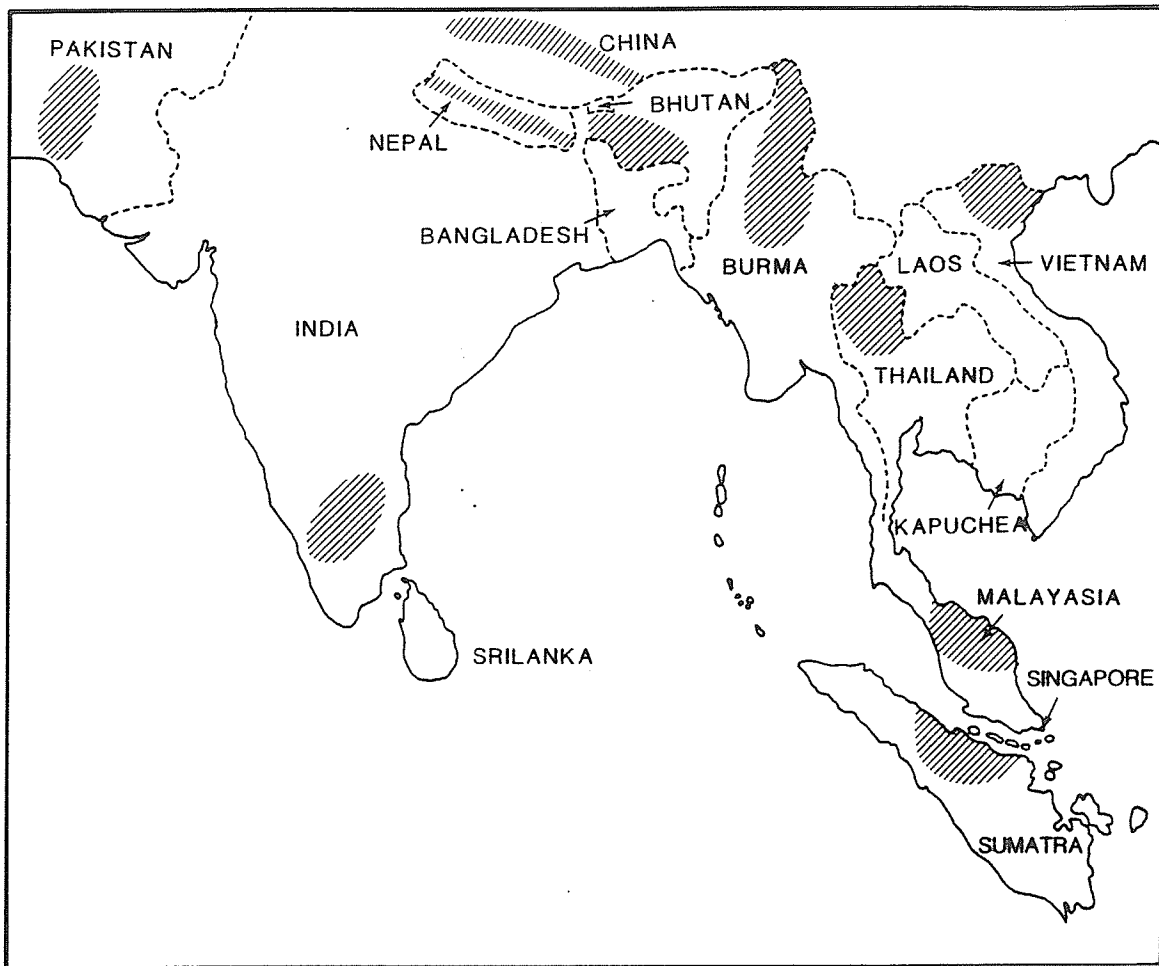 PAKISTAN
CHINA
BHUTAN
NEPAL
BANGLADESH
BURMA
LAOS
VIETNAM
INDIA
THAILAND
KAPUCHEA
MALAYASIA
SRILANKA
SINGAPORE
SUMATRA